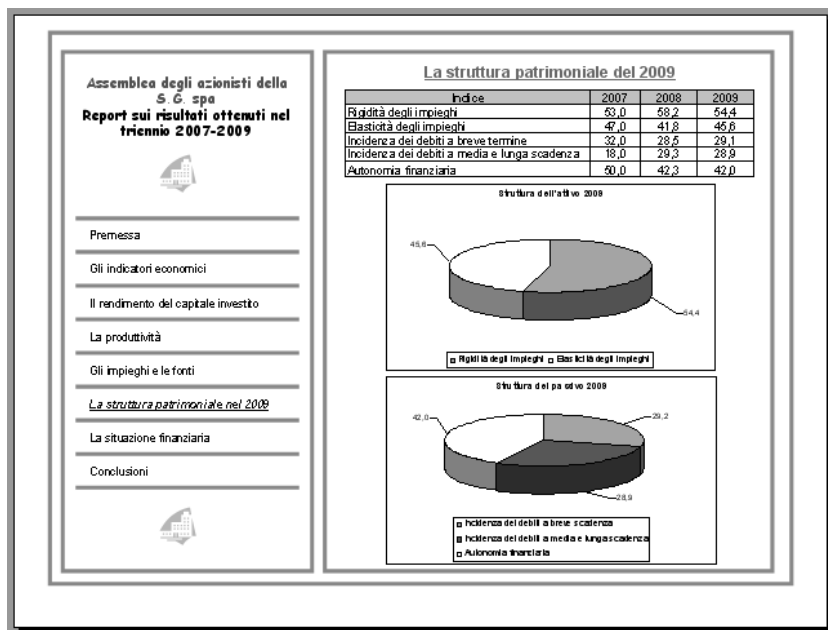 Assemblea degli azionisti della
S.G. spa
Report sui risultati ottenuti nel
triennio 2007-2009
Premessa
Gli indicatori economici
Il rendimento del capitale investito
La produttività
Gli impieghi e le fonti
La struttura patrimoniale nel 2009
La situazione finanziaria
Conclusioni
La struttura patrimoniale del 2009
Indice 2007 2008 2009
Rigidità degli impieghi 53,0 58,2 54,4
Elasticità degli impieghi 47,0 41,8 45,6
Incidenza dei debiti a breve termine 32,0 28,5 29,1
Incidenza dei debiti a media e lunga scadenza 18,0 29,3 28,9
Autonomia finanziaria 50,0 42,3 42,0
Struttura dell'attivo 2009
45,6
54,4
Rigidità degli impieghi Elasticità degli impieghi
Struttura del passivo 2009
42,0
29,2
28,9
Incidenza dei debiti a breve scadenza
Incidenza dei debiti a media e lunga scadenza
Autonomia finanziaria